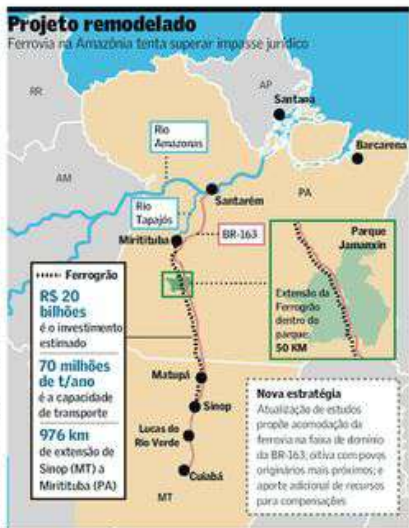 Projeto remodelado
Ferrovia na Amazônia tenta superar impasse jurídico
RR
AP
Santana
Rio
Amazonas
Barcarena
AM
Santarém
PA
Rio
Tapajós
Miritituba
BR-163
Parque
Jamanxin
Extensão da
Ferrogrão
dentro do
parque:
50 KM
Ferrogrão
R$ 20
bilhões
é o investimento
estimado
70 milhões
de t/ano
é a capacidade
de transporte
976 km
de extensão de
Sinop (MT) a
Miritituba (PA)
Matupá
Sinop
Lucas do
Rio Verde
Cuiabá
MT
Nova estratégia
Atualização de estudos
propõe acomodação da
ferrovia na faixa de domínio
da BR-163; oitiva com povos
originários mais próximos; e
aporte adicional de recursos
para compensações